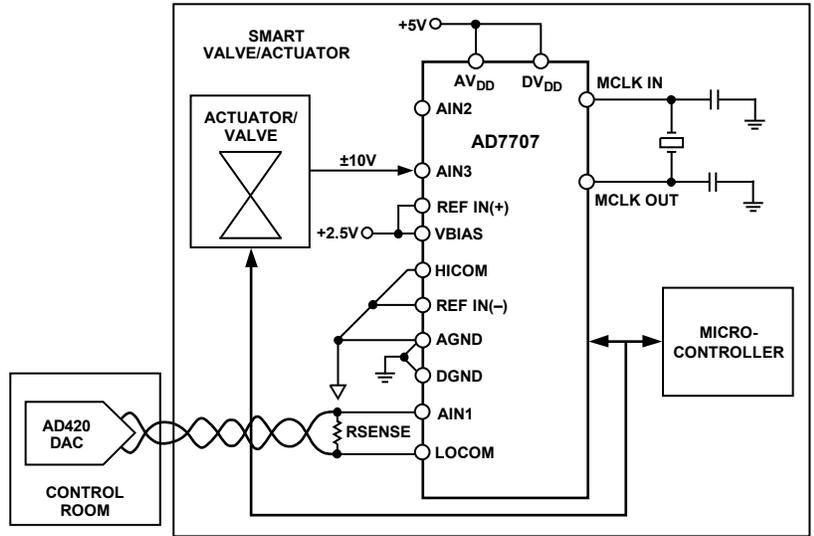 SMART
VALVE/ACTUATOR
+5V
AVDD
DVDD
MCLK IN
ACTUATOR/
VALVE
AIN2
AD7707
±10V
AIN3
MCLK OUT
REF IN(+)
+2.5V
VBIAS
HICOM
REF IN(–)
MICRO-
CONTROLLER
AGND
DGND
AIN1
AD420
DAC
RSENSE
LOCOM
CONTROL
ROOM